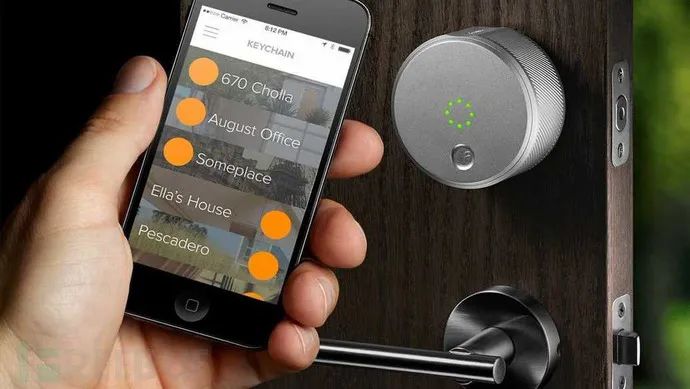 Carrier
6:12 PM
KEYCHAIN
670 Cholla
August Office
Someplace
Ella's House
Pescadero